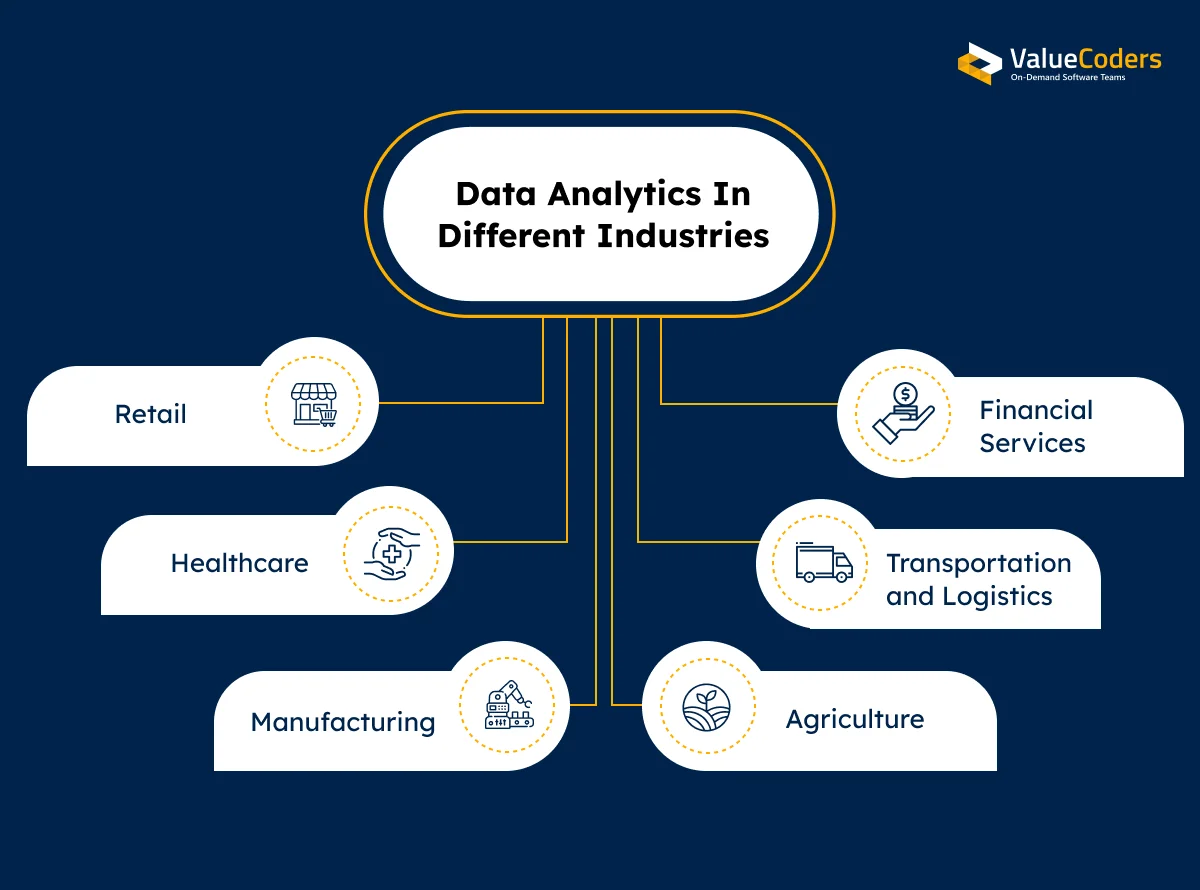 ValueCoders
On-Demand Software Teams
Data Analytics In
Different Industries
Retail
Financial
Services
Healthcare
Transportation
and Logistics
Manufacturing
Agriculture